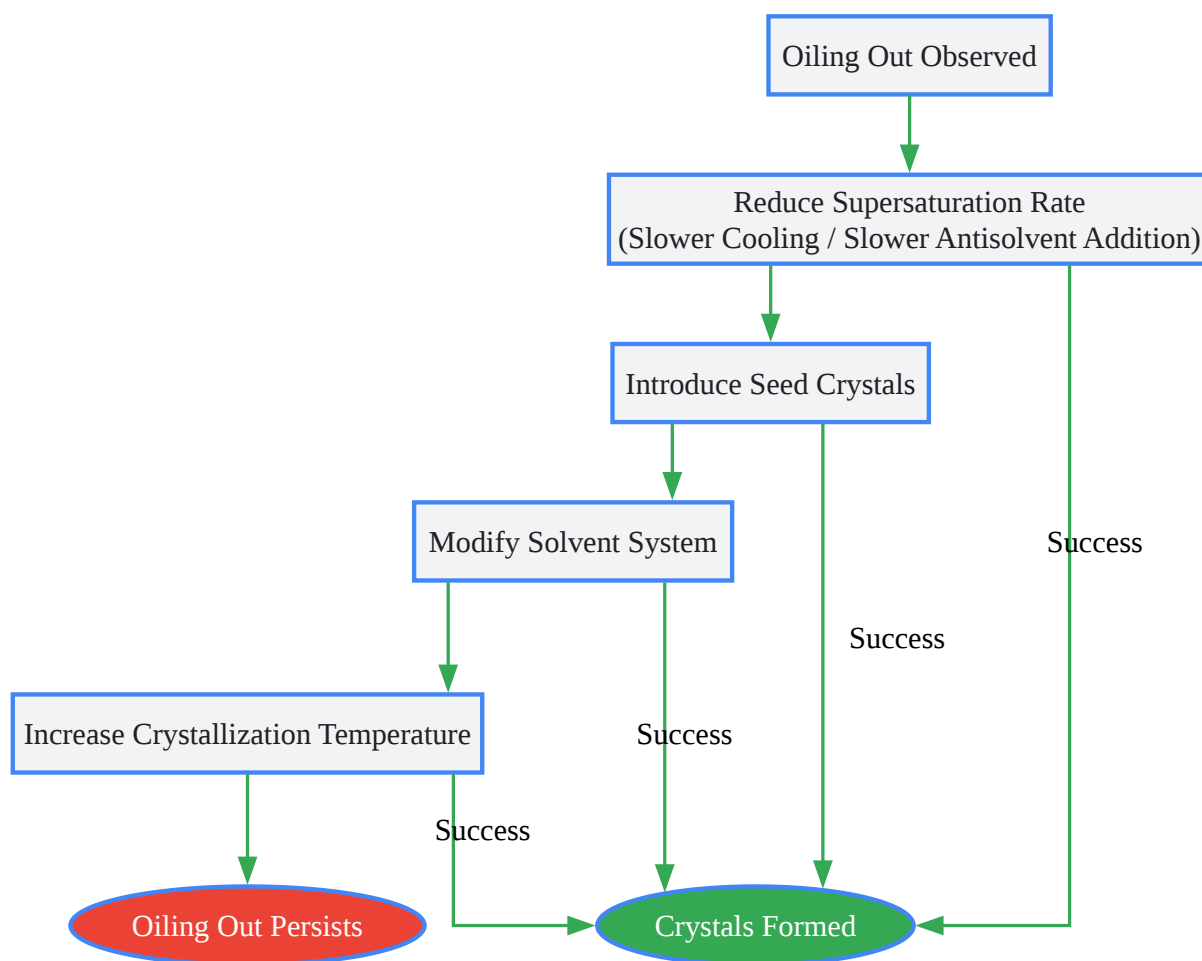 Oiling Out Observed
Reduce Supersaturation Rate
(Slower Cooling / Slower Antisolvent Addition)
Introduce Seed Crystals
Modify Solvent System
Success
Success
Increase Crystallization Temperature
Success
Success
Oiling Out Persists
Crystals Formed